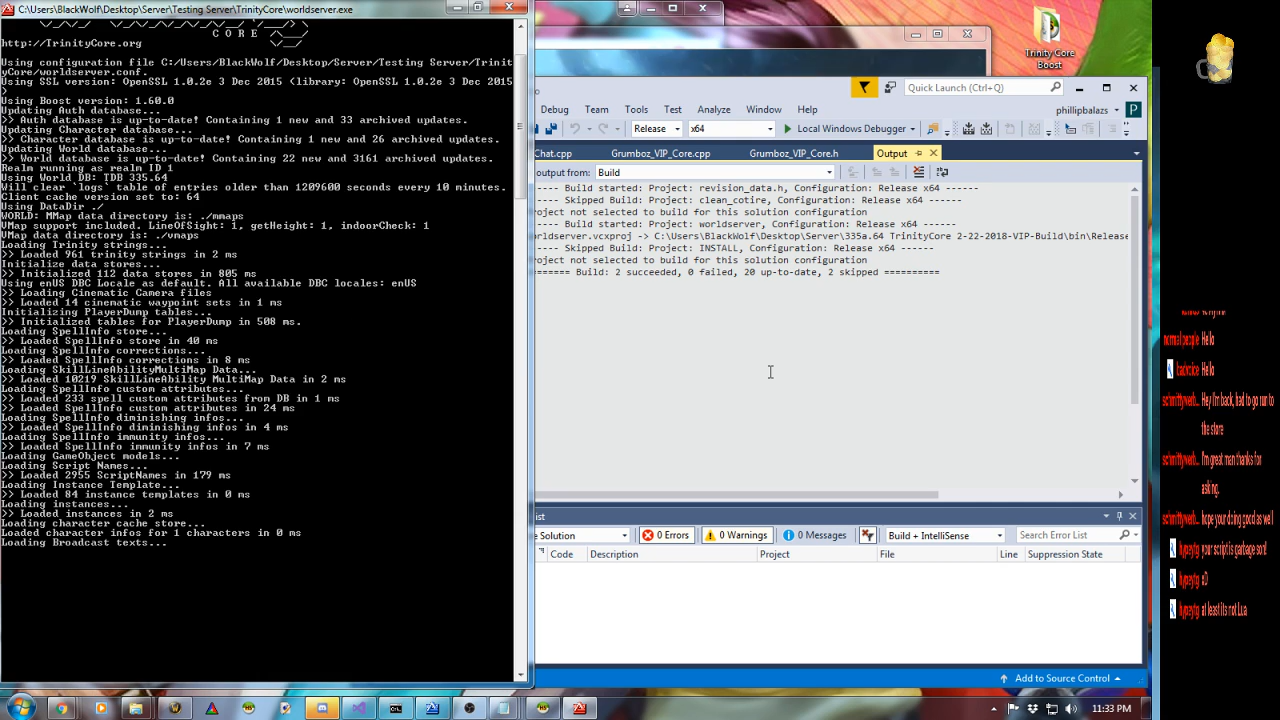 C:\Users\BlackWolf\Desktop\Server\Testing Server\TrinityCore\worldserver.exe
C O R E
http://TrinityCore.org
Using configuration file C:/Users/BlackWolf/Desktop/Server/Testing Server/Trinit
yCore/worldserver.conf.
Using SSL version: OpenSSL 1.0.2e 3 Dec 2015 (library: OpenSSL 1.0.2e 3 Dec 2015
)
Using Boost version: 1.60.0
Updating Auth database...
>> Auth database is up-to-date! Containing 1 new and 33 archived updates.
Updating Character database...
>> Character database is up-to-date! Containing 1 new and 26 archived updates.
Updating World database...
>> World database is up-to-date! Containing 22 new and 3161 archived updates.
Realm running as realm ID 1
Using World DB: TDB 335.64
Will clear `logs` table of entries older than 1209600 seconds every 10 minutes.
Client cache version set to: 64
Using DataDir ./
WORLD: MMap data directory is: ./mmaps
VMap support included. LineOfSight: 1, getHeight: 1, indoorCheck: 1
VMap data directory is: ./vmaps
Loading Trinity strings...
>> Loaded 961 trinity strings in 2 ms
Initialize data stores...
>> Initialized 112 data stores in 805 ms
Using enUS DBC Locale as default. All available DBC locales: enUS
>> Loading Cinematic Camera files
>> Loaded 14 cinematic waypoint sets in 1 ms
Initializing PlayerDump tables...
>> Initialized tables for PlayerDump in 508 ms.
Loading SpellInfo store...
>> Loaded SpellInfo store in 40 ms
Loading SpellInfo corrections...
>> Loaded SpellInfo corrections in 8 ms
Loading SkillLineAbilityMultiMap Data...
>> Loaded 10219 SkillLineAbility MultiMap Data in 2 ms
Loading SpellInfo custom attributes...
>> Loaded 233 spell custom attributes from DB in 1 ms
>> Loaded SpellInfo custom attributes in 24 ms
Loading SpellInfo diminishing infos...
>> Loaded SpellInfo diminishing infos in 4 ms
Loading SpellInfo immunity infos...
>> Loaded SpellInfo immunity infos in 7 ms
Loading GameObject models...
Loading Script Names...
>> Loaded 2955 ScriptNames in 179 ms
Loading Instance Template...
>> Loaded 84 instance templates in 0 ms
Loading instances...
>> Loaded instances in 2 ms
Loading character cache store...
Loaded character infos for 1 characters in 0 ms
Loading Broadcast texts...
Trinity Core
Boost
Quick Launch (Ctrl+Q)
Debug Team Tools Test Analyze Window Help phillipbalazs P
Release x64 Local Windows Debugger
Chat.cpp Grumboz_VIP_Core.cpp Grumboz_VIP_Core.h Output
output from: Build
---- Build started: Project: revision_data.h, Configuration: Release x64 ------
---- Skipped Build: Project: clean_cotire, Configuration: Release x64 ------
roject not selected to build for this solution configuration
---- Build started: Project: worldserver, Configuration: Release x64 ------
orldserver.vcxproj -> C:\Users\BlackWolf\Desktop\Server\335a.64 TrinityCore 2-22-2018-VIP-Build\bin\Release
---- Skipped Build: Project: INSTALL, Configuration: Release x64 ------
roject not selected to build for this solution configuration
====== Build: 2 succeeded, 0 failed, 20 up-to-date, 2 skipped ==========
ist
e Solution 0 Errors 0 Warnings 0 Messages Build + IntelliSense Search Error List
Code Description Project File Line Suppression State
Add to Source Control
11:33 PM
normalpeople Hello
badvoice Hello
schmittyverb... Hey I'm back, had to go run to
the store
schmittyverb... I'm great man thanks for
asking.
schmittyverb... hope your doing good as well
hypeytg your script is garbage son!
hypeytg xD
hypeytg at least its not Lua